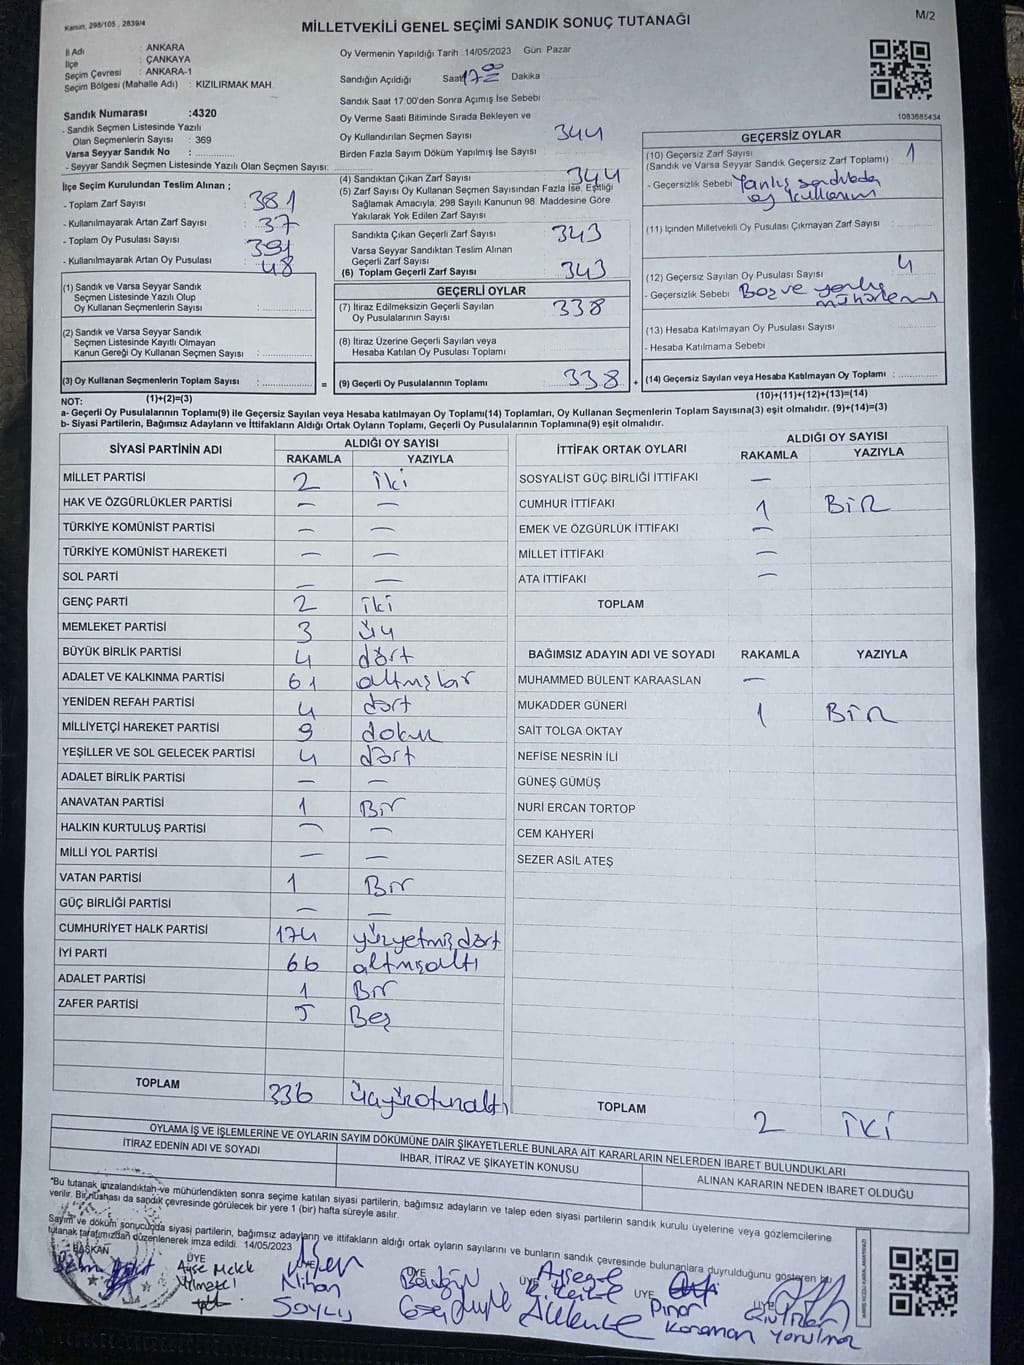 Kanun, 298/105 , 2839/4
MİLLETVEKİLİ GENEL SEÇİMİ SANDIK SONUÇ TUTANAĞI
M/2
İl Adı : ANKARA
İlçe : ÇANKAYA
Seçim Çevresi : ANKARA-1
Seçim Bölgesi (Mahalle Adı) : KIZILIRMAK MAH.
Oy Vermenin Yapıldığı Tarih :14/05/2023 Gün: Pazar
Sandığın Açıldığı Saat 17:00 Dakika
Sandık Saat 17:00'den Sonra Açımış İse Sebebi
Oy Verme Saati Bitiminde Sırada Bekleyen ve
Oy Kullandırılan Seçmen Sayısı 344
Birden Fazla Sayım Döküm Yapılmış İse Sayısı
1083685434
Sandık Numarası :4320
- Sandık Seçmen Listesinde Yazılı
Olan Seçmenlerin Sayısı : 369
Varsa Seyyar Sandık No :
- Seyyar Sandık Seçmen Listesinde Yazılı Olan Seçmen Sayısı:
İlçe Seçim Kurulundan Teslim Alınan ;
- Toplam Zarf Sayısı 381
- Kullanılmayarak Artan Zarf Sayısı 37
- Toplam Oy Pusulası Sayısı 391
- Kullanılmayarak Artan Oy Pusulası 48
(1) Sandık ve Varsa Seyyar Sandık
Seçmen Listesinde Yazılı Olup
Oy Kullanan Seçmenlerin Sayısı :
(2) Sandık ve Varsa Seyyar Sandık
Seçmen Listesinde Kayıtlı Olmayan
Kanun Gereği Oy Kullanan Seçmen Sayısı :
(3) Oy Kullanan Seçmenlerin Toplam Sayısı : =
(4) Sandıktan Çıkan Zarf Sayısı 344
(5) Zarf Sayısı Oy Kullanan Seçmen Sayısından Fazla İse, Eşitliği
Sağlamak Amacıyla, 298 Sayılı Kanunun 98. Maddesine Göre
Yakılarak Yok Edilen Zarf Sayısı
Sandıkta Çıkan Geçerli Zarf Sayısı 343
Varsa Seyyar Sandıktan Teslim Alınan
Geçerli Zarf Sayısı
(6) Toplam Geçerli Zarf Sayısı 343
GEÇERLİ OYLAR
(7) İtiraz Edilmeksizin Geçerli Sayılan
Oy Pusulalarının Sayısı 338
(8) İtiraz Üzerine Geçerli Sayılan veya
Hesaba Katılan Oy Pusulası Toplamı
(9) Geçerli Oy Pusulalarının Toplamı 338 +
GEÇERSİZ OYLAR
(10) Geçersiz Zarf Sayısı 1
(Sandık ve Varsa Seyyar Sandık Geçersiz Zarf Toplamı)
- Geçersizlik Sebebi Yanlış sandıkda
oy kullanım
(11) İçinden Milletvekili Oy Pusulası Çıkmayan Zarf Sayısı
(12) Geçersiz Sayılan Oy Pusulası Sayısı 4
- Geçersizlik Sebebi Boş ve yanlış
(13) Hesaba Katılmayan Oy Pusulası Sayısı
- Hesaba Katılmama Sebebi
(14) Geçersiz Sayılan veya Hesaba Katılmayan Oy Toplamı :
NOT: (1)+(2)=(3)
(10)+(11)+(12)+(13)=(14)
a- Geçerli Oy Pusulalarının Toplamı(9) ile Geçersiz Sayılan veya Hesaba katılmayan Oy Toplamı(14) Toplamları, Oy Kullanan Seçmenlerin Toplam Sayısına(3) eşit olmalıdır. (9)+(14)=(3)
b- Siyasi Partilerin, Bağımsız Adayların ve İttifakların Aldığı Ortak Oyların Toplamı, Geçerli Oy Pusulalarının Toplamına(9) eşit olmalıdır.
SİYASİ PARTİNİN ADI ALDIĞI OY SAYISI
RAKAMLA YAZIYLA
MİLLET PARTİSİ 2 iki
HAK VE ÖZGÜRLÜKLER PARTİSİ — —
TÜRKİYE KOMÜNİST PARTİSİ — —
TÜRKİYE KOMÜNİST HAREKETİ — —
SOL PARTİ — —
GENÇ PARTİ 2 iki
MEMLEKET PARTİSİ 3 üç
BÜYÜK BİRLİK PARTİSİ 4 dört
ADALET VE KALKINMA PARTİSİ 61 altmışbir
YENİDEN REFAH PARTİSİ 4 dört
MİLLİYETÇİ HAREKET PARTİSİ 9 dokuz
YEŞİLLER VE SOL GELECEK PARTİSİ 4 dört
ADALET BİRLİK PARTİSİ — —
ANAVATAN PARTİSİ 1 Bir
HALKIN KURTULUŞ PARTİSİ — —
MİLLİ YOL PARTİSİ — —
VATAN PARTİSİ 1 Bir
GÜÇ BİRLİĞİ PARTİSİ — —
CUMHURİYET HALK PARTİSİ 174 yüzyetmişdört
İYİ PARTİ 66 altmışaltı
ADALET PARTİSİ 1 Bir
ZAFER PARTİSİ 5 Beş
TOPLAM 336 üçyüzotuzaltı
İTTİFAK ORTAK OYLARI ALDIĞI OY SAYISI
RAKAMLA YAZIYLA
SOSYALİST GÜÇ BİRLİĞİ İTTİFAKI —
CUMHUR İTTİFAKI 1 BİR
EMEK VE ÖZGÜRLÜK İTTİFAKI —
MİLLET İTTİFAKI —
ATA İTTİFAKI —
TOPLAM
BAĞIMSIZ ADAYIN ADI VE SOYADI RAKAMLA YAZIYLA
MUHAMMED BÜLENT KARAASLAN —
MUKADDER GÜNERİ 1 BİR
SAİT TOLGA OKTAY
NEFİSE NESRİN İLİ
GÜNEŞ GÜMÜŞ
NURİ ERCAN TORTOP
CEM KAHYERİ
SEZER ASIL ATEŞ
TOPLAM 2 İKİ
OYLAMA İŞ VE İŞLEMLERİNE VE OYLARIN SAYIM DÖKÜMÜNE DAİR ŞİKAYETLERLE BUNLARA AİT KARARLARIN NELERDEN İBARET BULUNDUKLARI
İTİRAZ EDENİN ADI VE SOYADI
İHBAR, İTİRAZ VE ŞİKAYETİN KONUSU
ALINAN KARARIN NEDEN İBARET OLDUĞU
"Bu tutanak imzalandıktan ve mühürlendikten sonra seçime katılan siyasi partilerin, bağımsız adayların ve talep eden siyasi partilerin sandık kurulu üyelerine veya gözlemcilerine
verilir. Bir nüshası da sandık çevresinde görülecek bir yere 1 (bir) hafta süreyle asılır.
Sayım ve döküm sonucunda siyasi partilerin, bağımsız adayların ve ittifakların aldığı ortak oyların sayılarını ve bunların sandık çevresinde bulunanlara duyrulduğunu gösteren bu
tutanak tarafımızdan düzenlenerek imza edildi. 14/05/2023
BAŞKAN ÜYE ÜYE ÜYE ÜYE ÜYE
Ayşe Melek
Yılmaz
Nihan
SOYLU
Pınar
Karaman
Yorulmaz